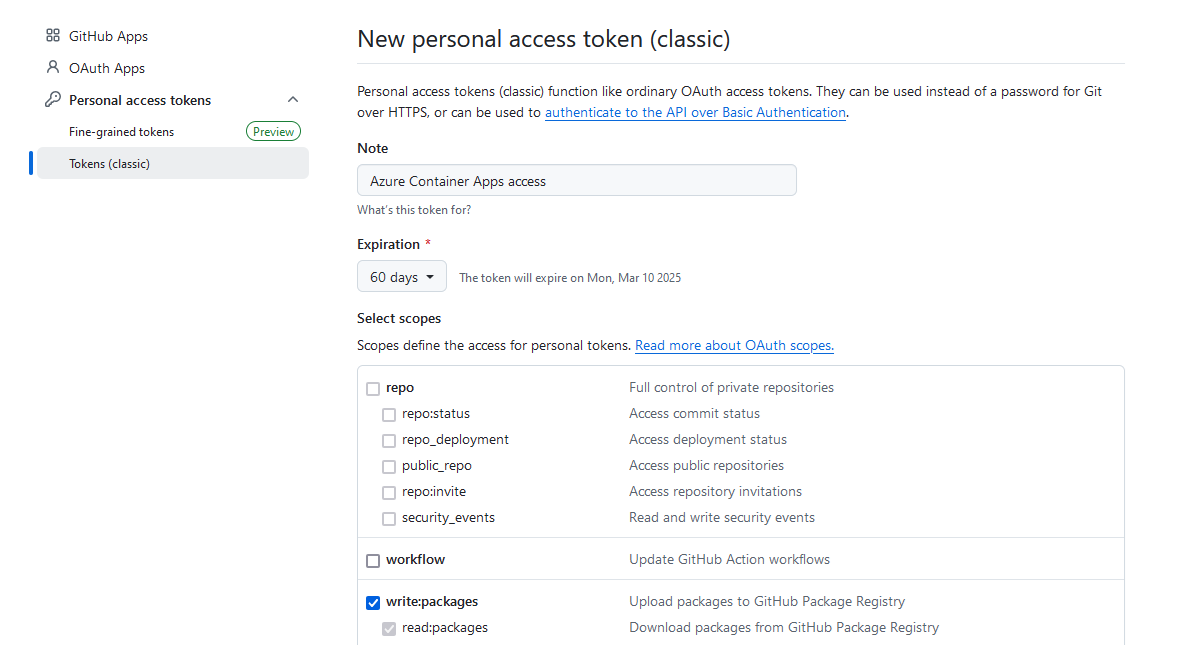 GitHub Apps
OAuth Apps
Personal access tokens
Fine-grained tokens Preview
Tokens (classic)
New personal access token (classic)
Personal access tokens (classic) function like ordinary OAuth access tokens. They can be used instead of a password for Git
over HTTPS, or can be used to authenticate to the API over Basic Authentication.
Note
Azure Container Apps access
What's this token for?
Expiration *
60 days The token will expire on Mon, Mar 10 2025
Select scopes
Scopes define the access for personal tokens. Read more about OAuth scopes.
repo Full control of private repositories
repo:status Access commit status
repo_deployment Access deployment status
public_repo Access public repositories
repo:invite Access repository invitations
security_events Read and write security events
workflow Update GitHub Action workflows
write:packages Upload packages to GitHub Package Registry
read:packages Download packages from GitHub Package Registry